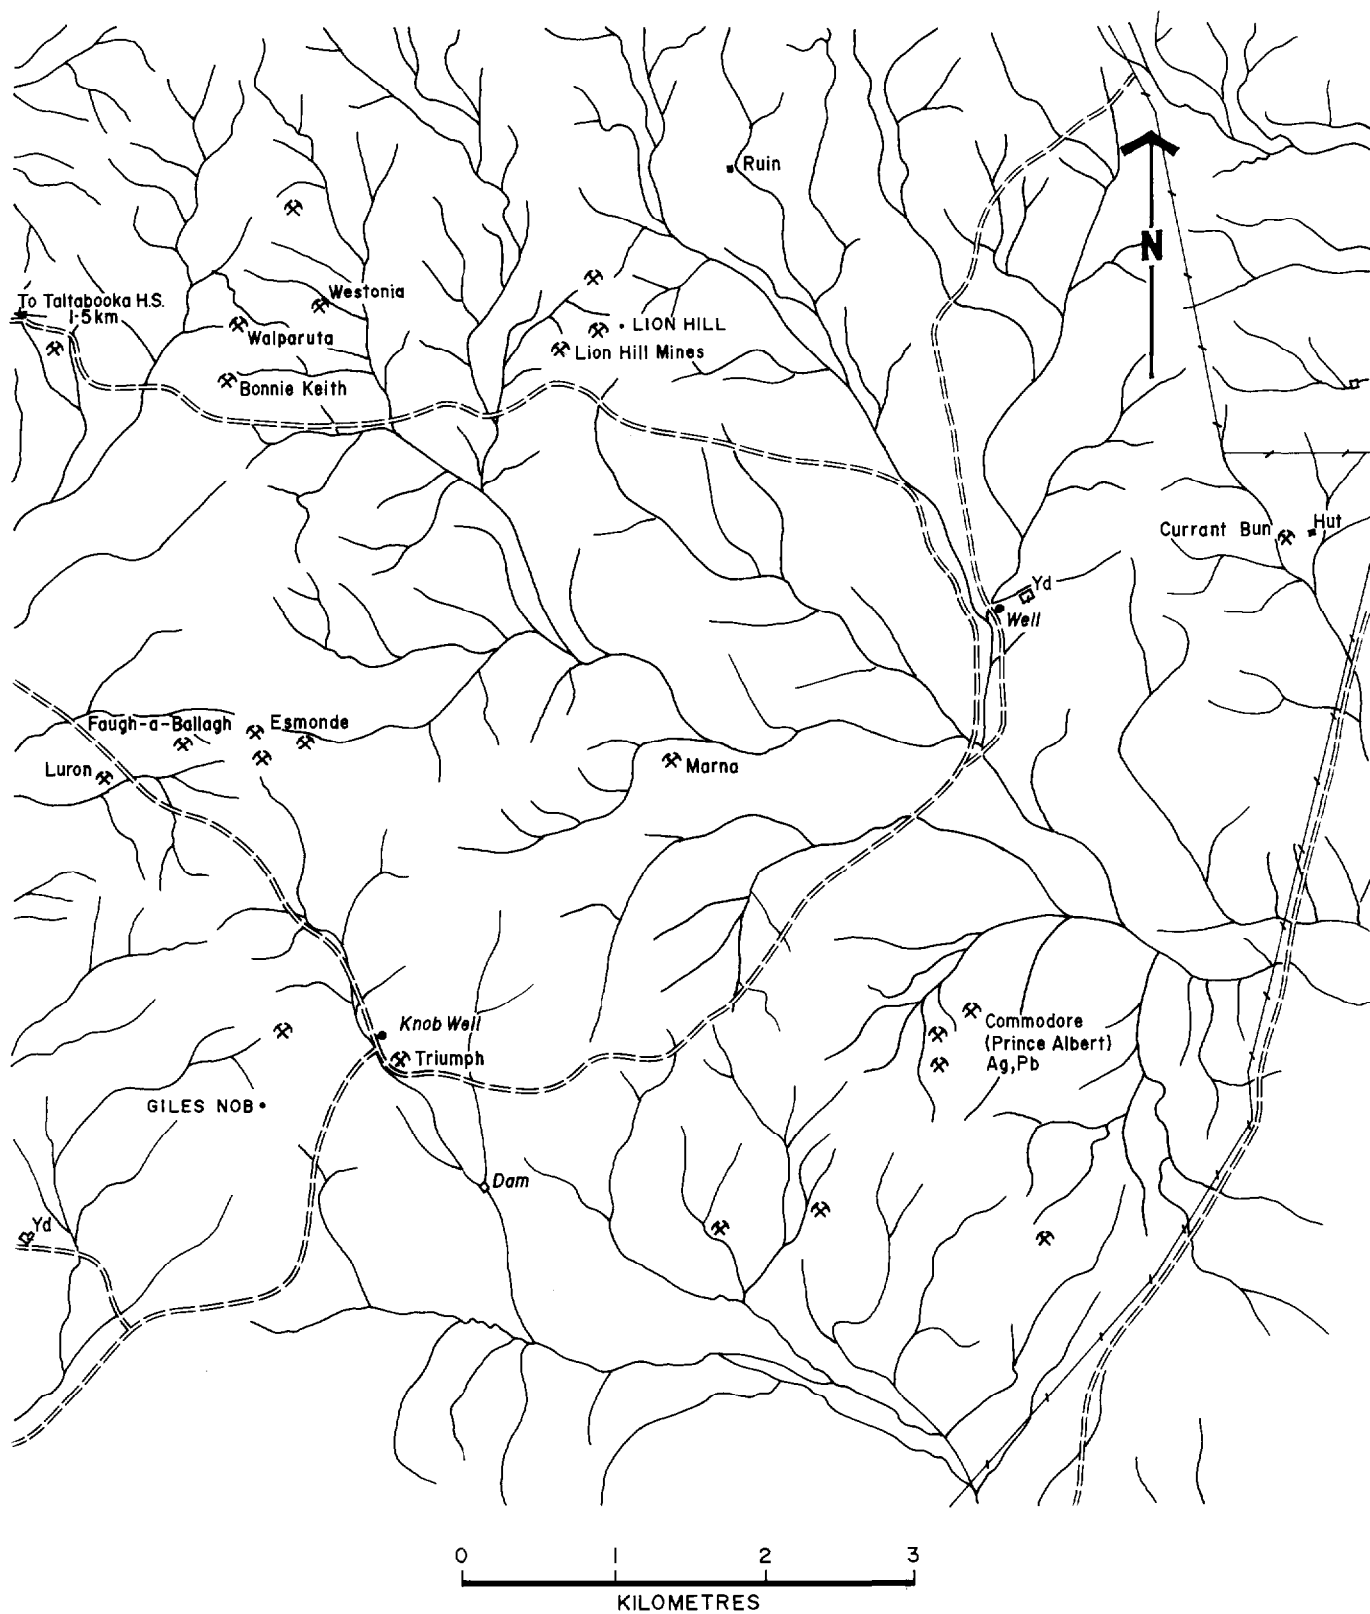 Ruin
N
To Taltabooka H.S.
1·5km
Westonia
Walparuta
LION HILL
Lion Hill Mines
Bonnie Keith
Currant Bun
Hut
Yd
Well
Faugh-a-Ballagh
Esmonde
Luron
Marna
Knob Well
Triumph
Commodore
(Prince Albert)
Ag,Pb
GILES NOB
Dam
Yd
0 1 2 3
KILOMETRES